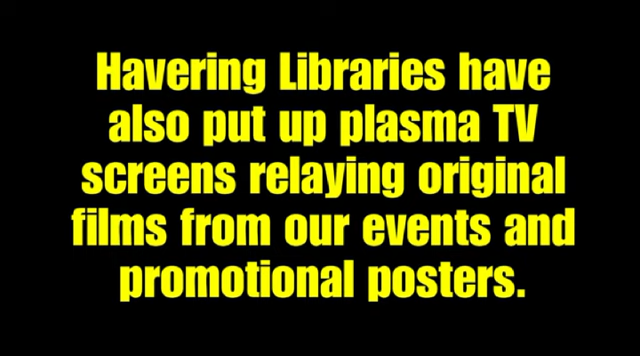 Havering Libraries have
also put up plasma TV
screens relaying original
films from our events and
promotional posters.